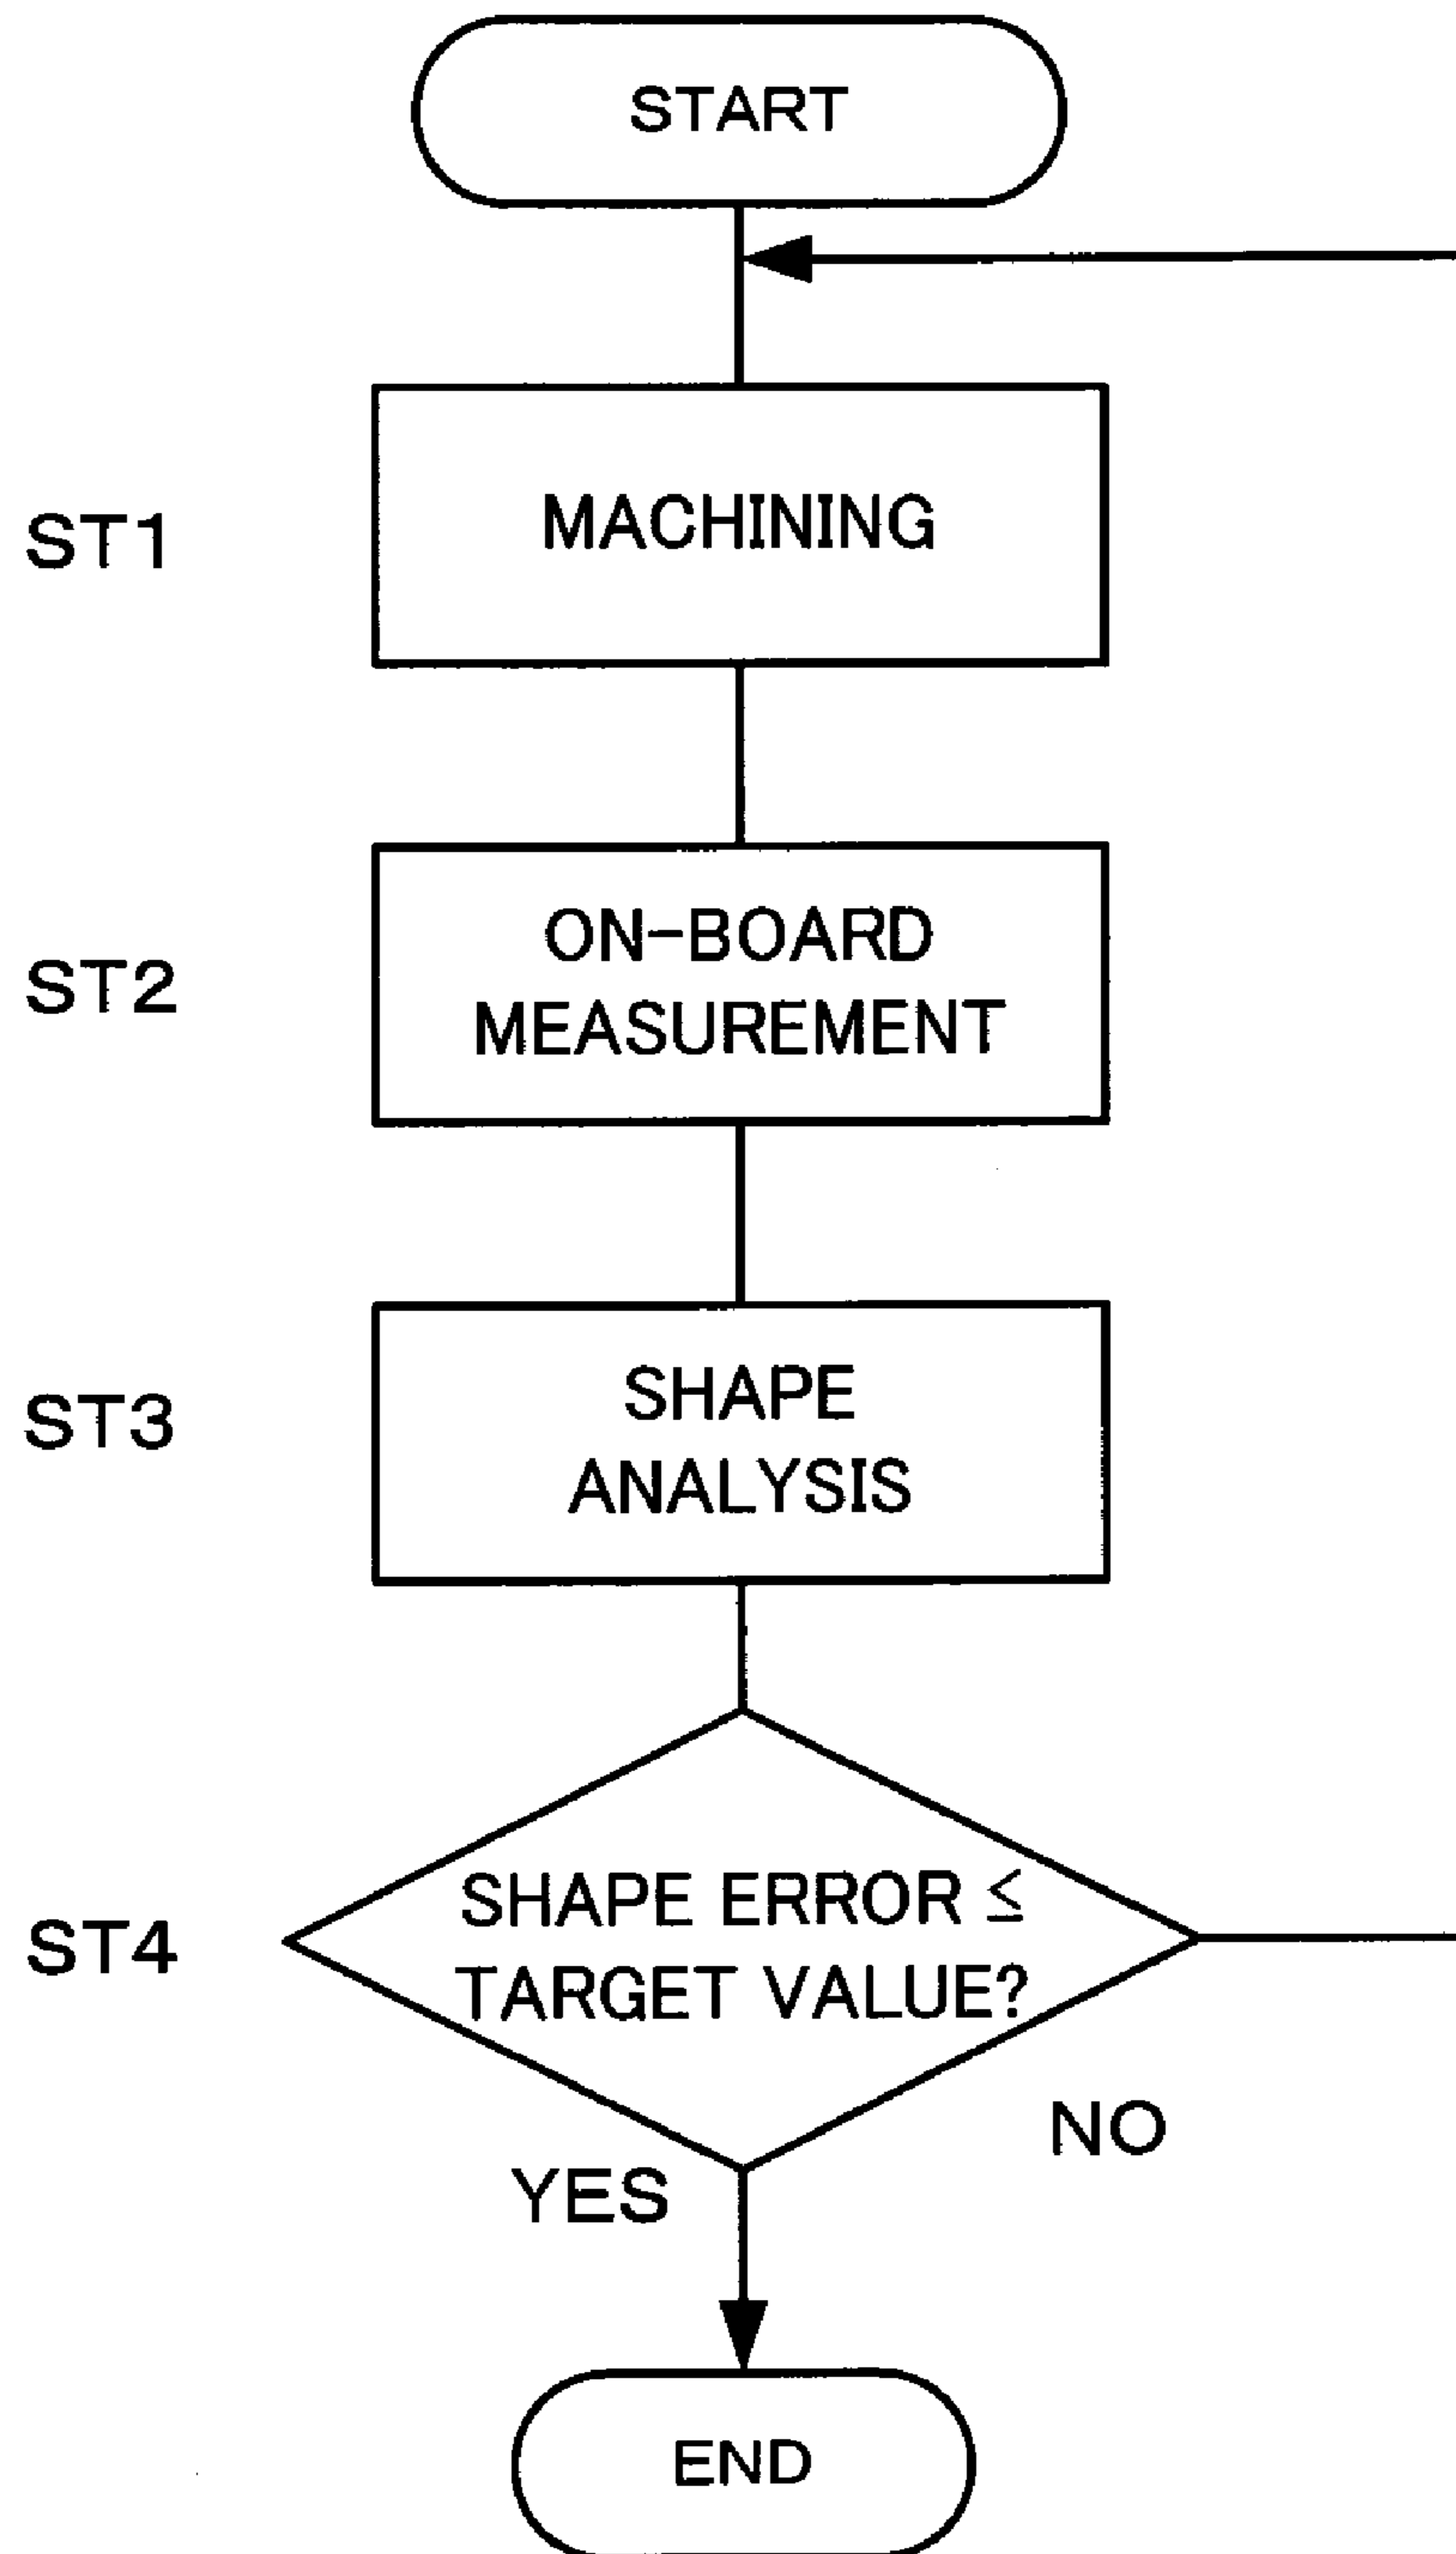 START
ST1
MACHINING
ST2
ON-BOARD
MEASUREMENT
ST3
SHAPE
ANALYSIS
ST4
SHAPE ERROR ≤
TARGET VALUE?
NO
YES
END